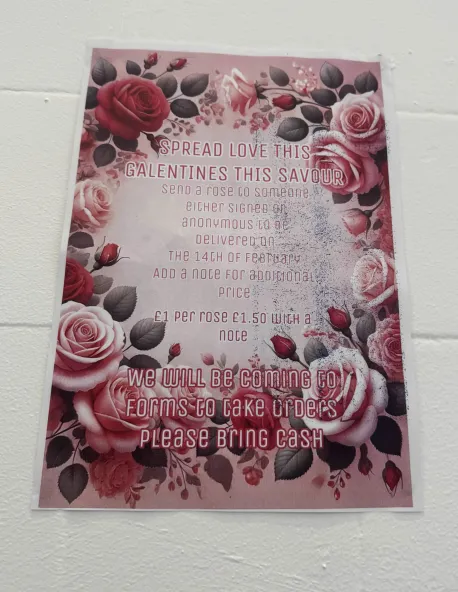 SPREAD LOVE THIS
GALENTINES THIS SAVOUR
Send a rose to someone
either signed or
anonymous to be
delivered on
the 14th of February
Add a note for additional
price
£1 per rose £1.50 with a
note
We will be coming to
forms to take orders
please bring cash